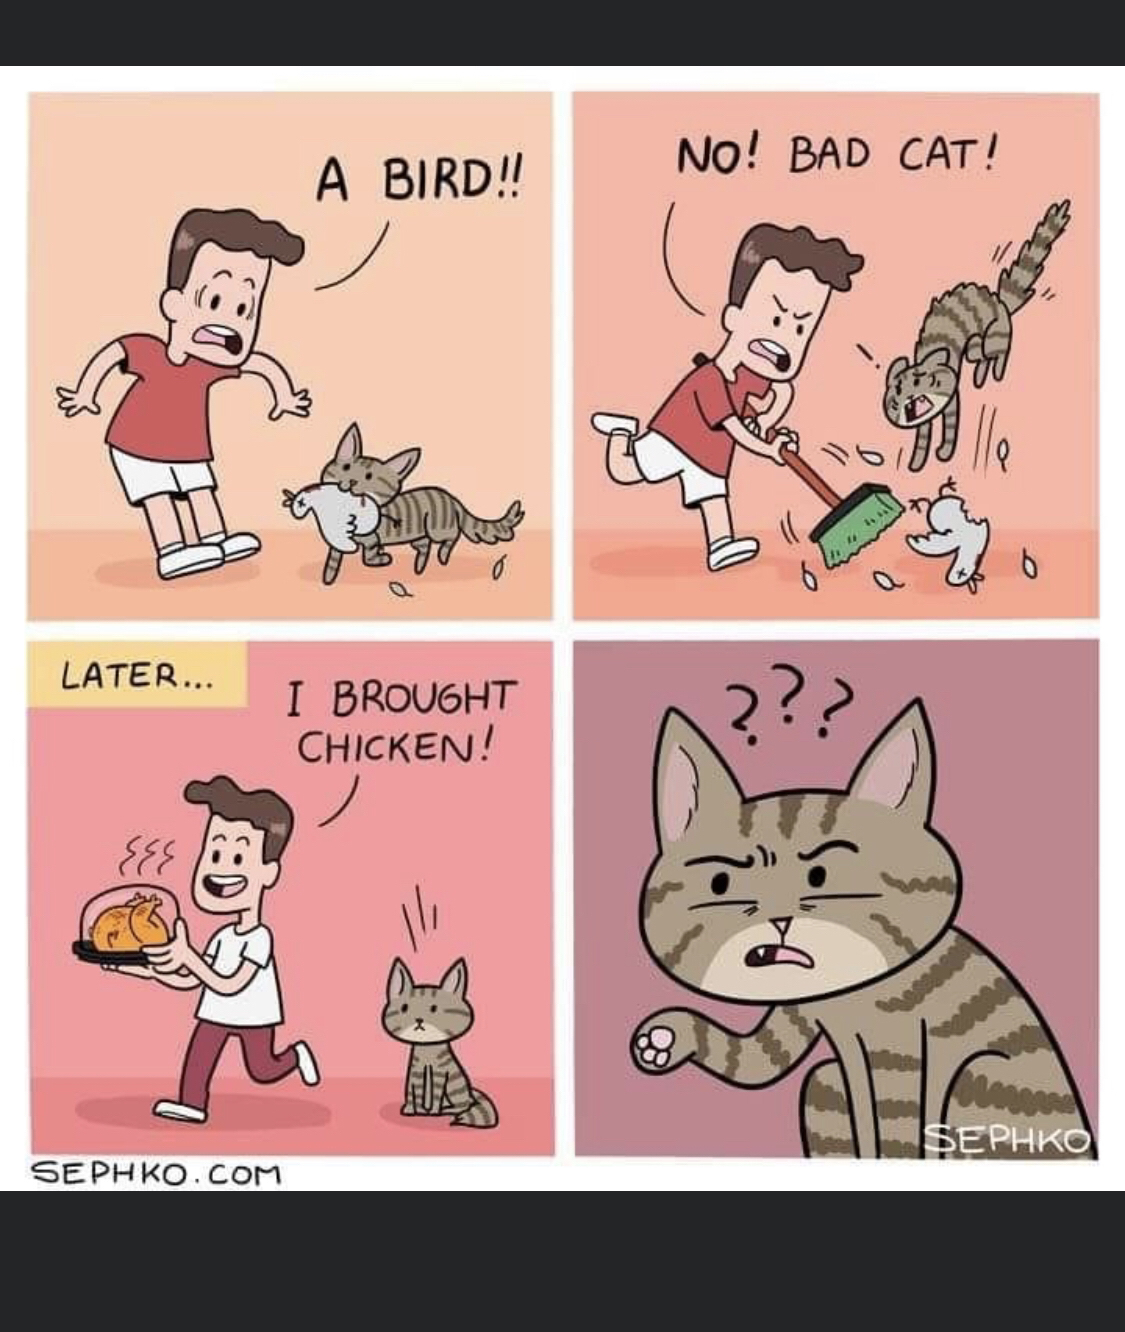 A BIRD!!
NO! BAD CAT!
LATER...
I BROUGHT
CHICKEN!
???
SEPHKO
SEPHKO.COM